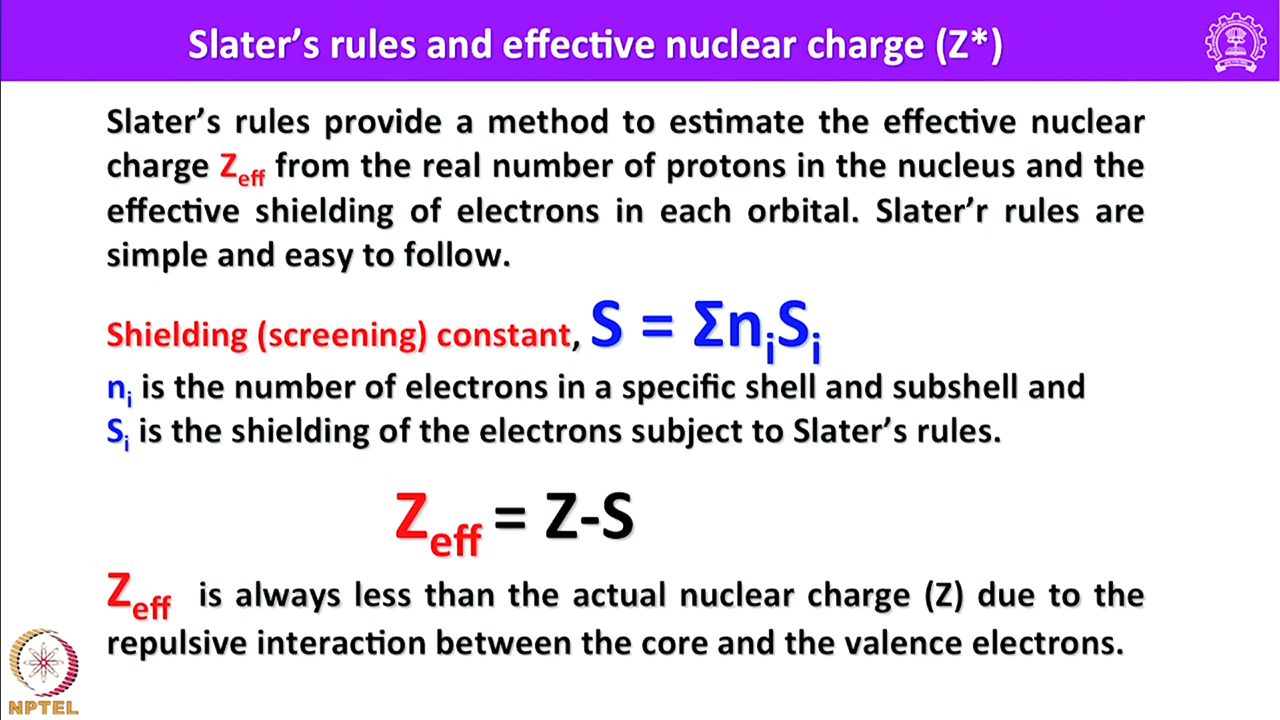 Slater’s rules and effective nuclear charge (Z*)
Slater’s rules provide a method to estimate the effective nuclear
charge Zeff from the real number of protons in the nucleus and the
effective shielding of electrons in each orbital. Slater’r rules are
simple and easy to follow.
Shielding (screening) constant, S = ΣniSi
ni is the number of electrons in a specific shell and subshell and
Si is the shielding of the electrons subject to Slater’s rules.
Zeff = Z-S
Zeff is always less than the actual nuclear charge (Z) due to the
repulsive interaction between the core and the valence electrons.
NPTEL